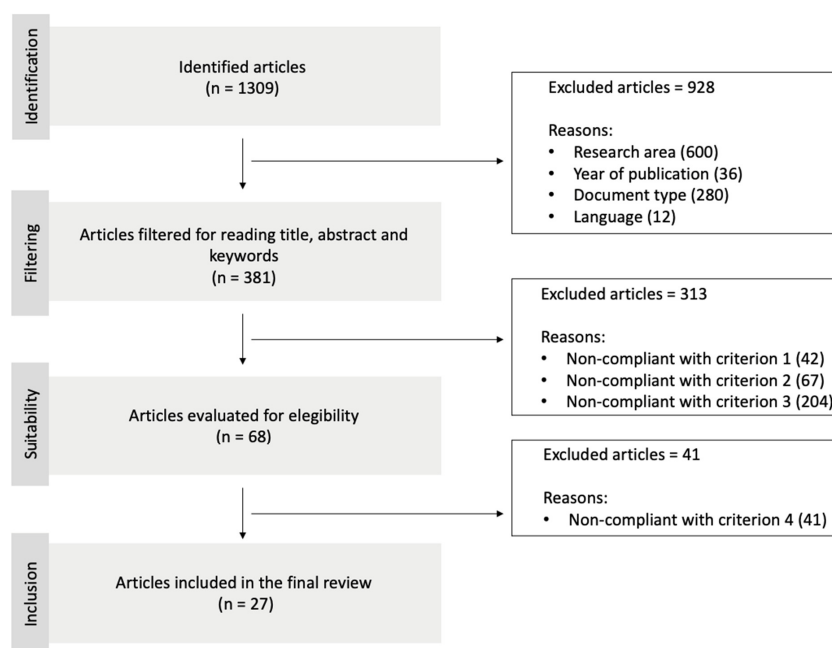 Identification
Identified articles
(n = 1309)
Excluded articles = 928
Reasons:
• Research area (600)
• Year of publication (36)
• Document type (280)
• Language (12)
Filtering
Articles filtered for reading title, abstract and
keywords
(n = 381)
Excluded articles = 313
Reasons:
• Non-compliant with criterion 1 (42)
• Non-compliant with criterion 2 (67)
• Non-compliant with criterion 3 (204)
Suitability
Articles evaluated for elegibility
(n = 68)
Excluded articles = 41
Reasons:
• Non-compliant with criterion 4 (41)
Inclusion
Articles included in the final review
(n = 27)